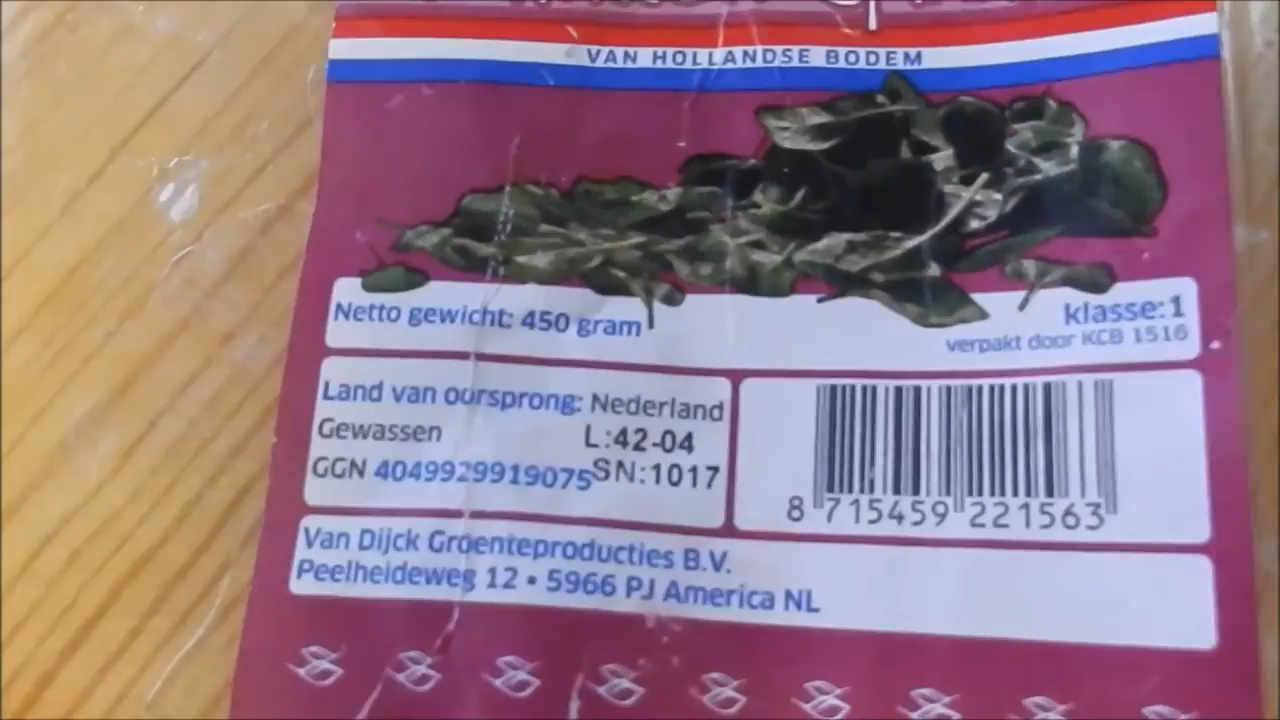 VAN HOLLANDSE BODEM
Netto gewicht: 450 gram
klasse:1
verpakt door KCB 1516
Land van oursprong: Nederland
Gewassen L:42-04
GGN 4049929919075 SN:1017
8 715459 221563
Van Dijck Groenteproducties B.V.
Peelheideweg 12 • 5966 PJ America NL